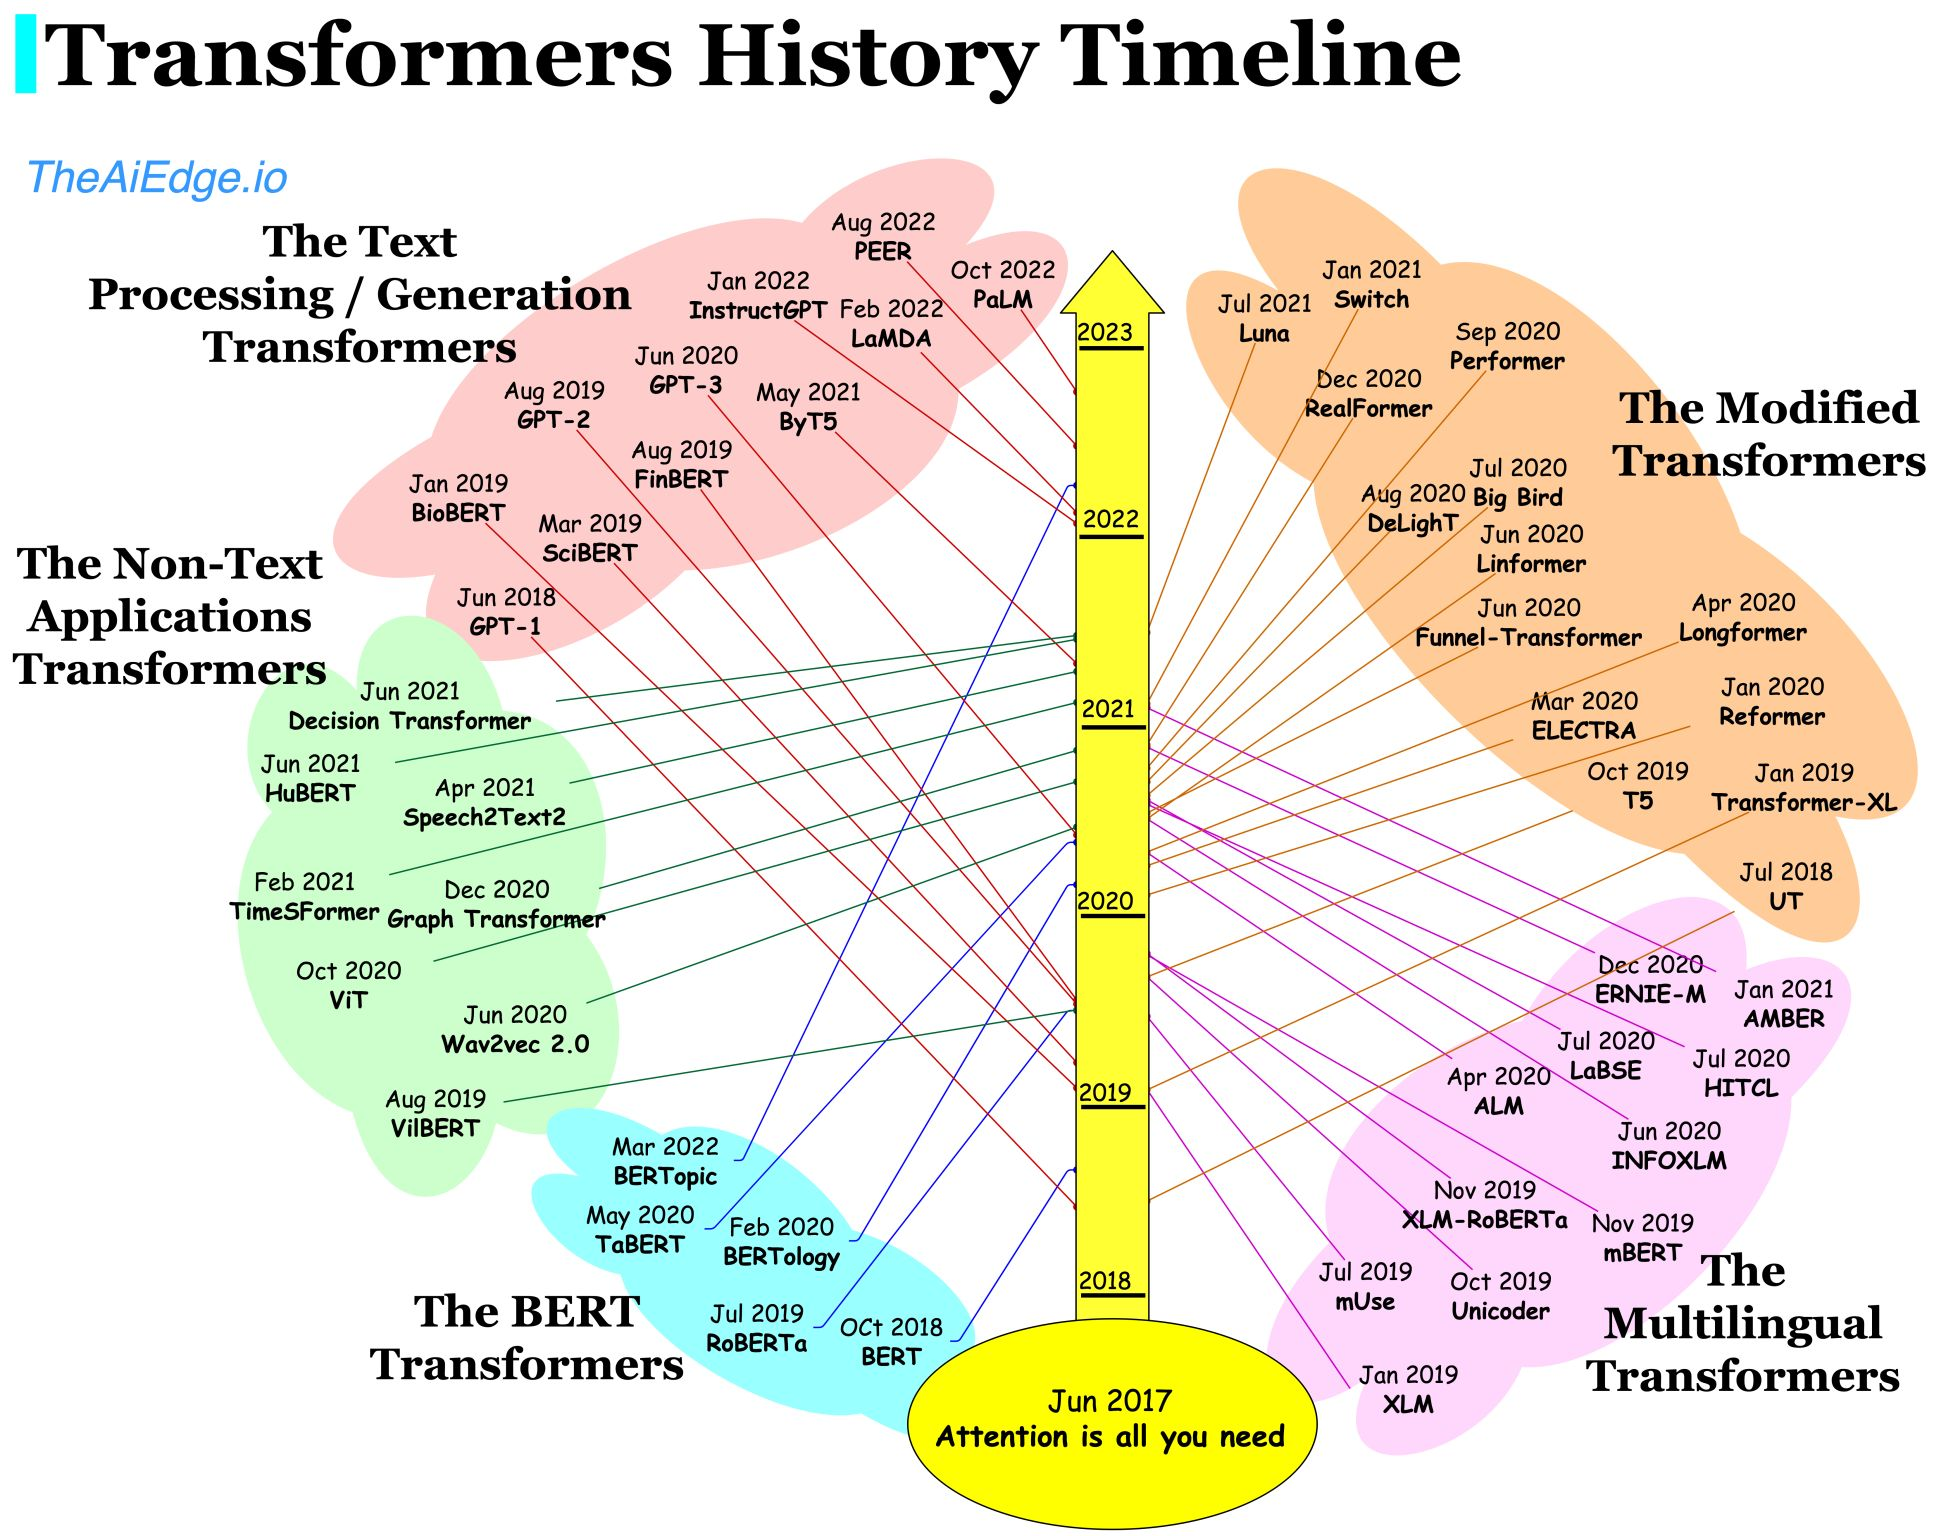 Transformers History Timeline
TheAiEdge.io
The Text
Processing / Generation
Transformers
Aug 2022
PEER
Oct 2022
PaLM
Jan 2022
InstructGPT
Feb 2022
LaMDA
Jun 2020
GPT-3
May 2021
ByT5
Aug 2019
GPT-2
Aug 2019
FinBERT
Jan 2019
BioBERT
Mar 2019
SciBERT
Jun 2018
GPT-1
The Non-Text
Applications
Transformers
Jun 2021
Decision Transformer
Jun 2021
HuBERT
Apr 2021
Speech2Text2
Feb 2021
TimeSFormer
Dec 2020
Graph Transformer
Oct 2020
ViT
Jun 2020
Wav2vec 2.0
Aug 2019
VilBERT
The BERT
Transformers
Mar 2022
BERTopic
May 2020
TaBERT
Feb 2020
BERTology
Jul 2019
RoBERTa
OCt 2018
BERT
2023
2022
2021
2020
2019
2018
Jun 2017
Attention is all you need
The Modified
Transformers
Jul 2021
Luna
Jan 2021
Switch
Sep 2020
Performer
Dec 2020
RealFormer
Jul 2020
Big Bird
Aug 2020
DeLighT
Jun 2020
Linformer
Jun 2020
Funnel-Transformer
Apr 2020
Longformer
Mar 2020
ELECTRA
Jan 2020
Reformer
Oct 2019
T5
Jan 2019
Transformer-XL
Jul 2018
UT
The
Multilingual
Transformers
Dec 2020
ERNIE-M
Jan 2021
AMBER
Jul 2020
LaBSE
Jul 2020
HITCL
Apr 2020
ALM
Jun 2020
INFOXLM
Nov 2019
XLM-RoBERTa
Nov 2019
mBERT
Jul 2019
mUse
Oct 2019
Unicoder
Jan 2019
XLM